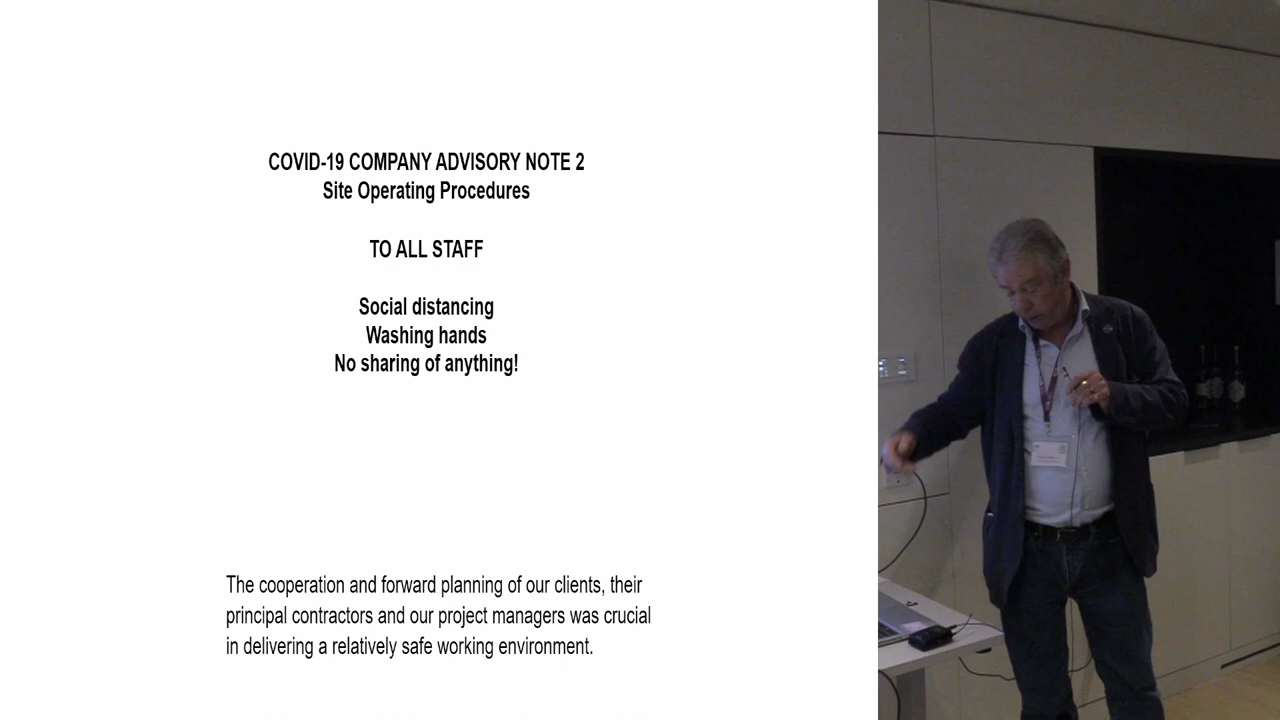 COVID-19 COMPANY ADVISORY NOTE 2
Site Operating Procedures
TO ALL STAFF
Social distancing
Washing hands
No sharing of anything!
The cooperation and forward planning of our clients, their
principal contractors and our project managers was crucial
in delivering a relatively safe working environment.